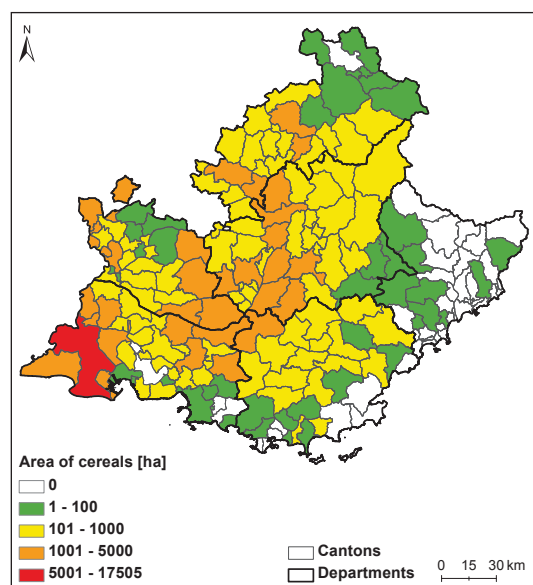 N
Area of cereals [ha]
0
1 - 100
101 - 1000
1001 - 5000
5001 - 17505
Cantons
Departments
0 15 30 km